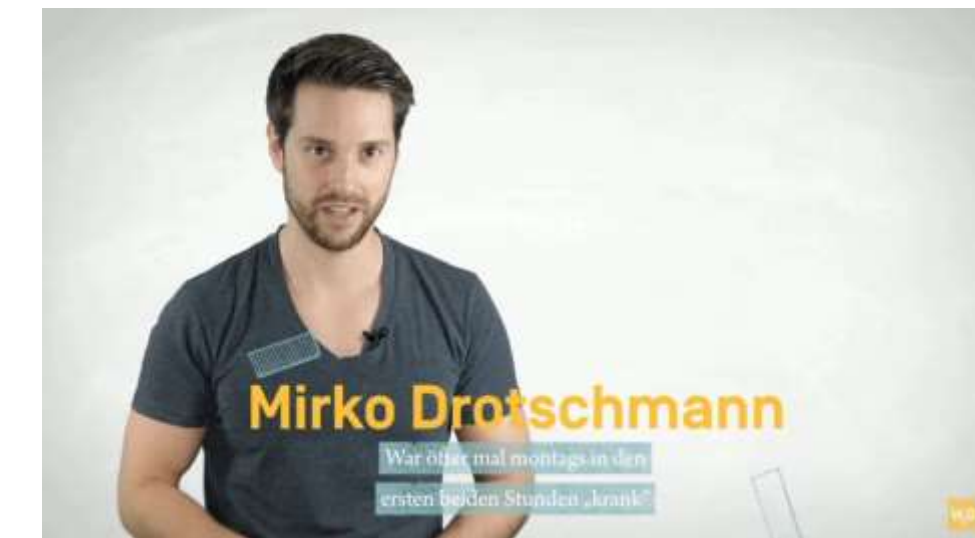 Mirko Drotschmann
War öfter mal montags in den
ersten beiden Stunden „krank“